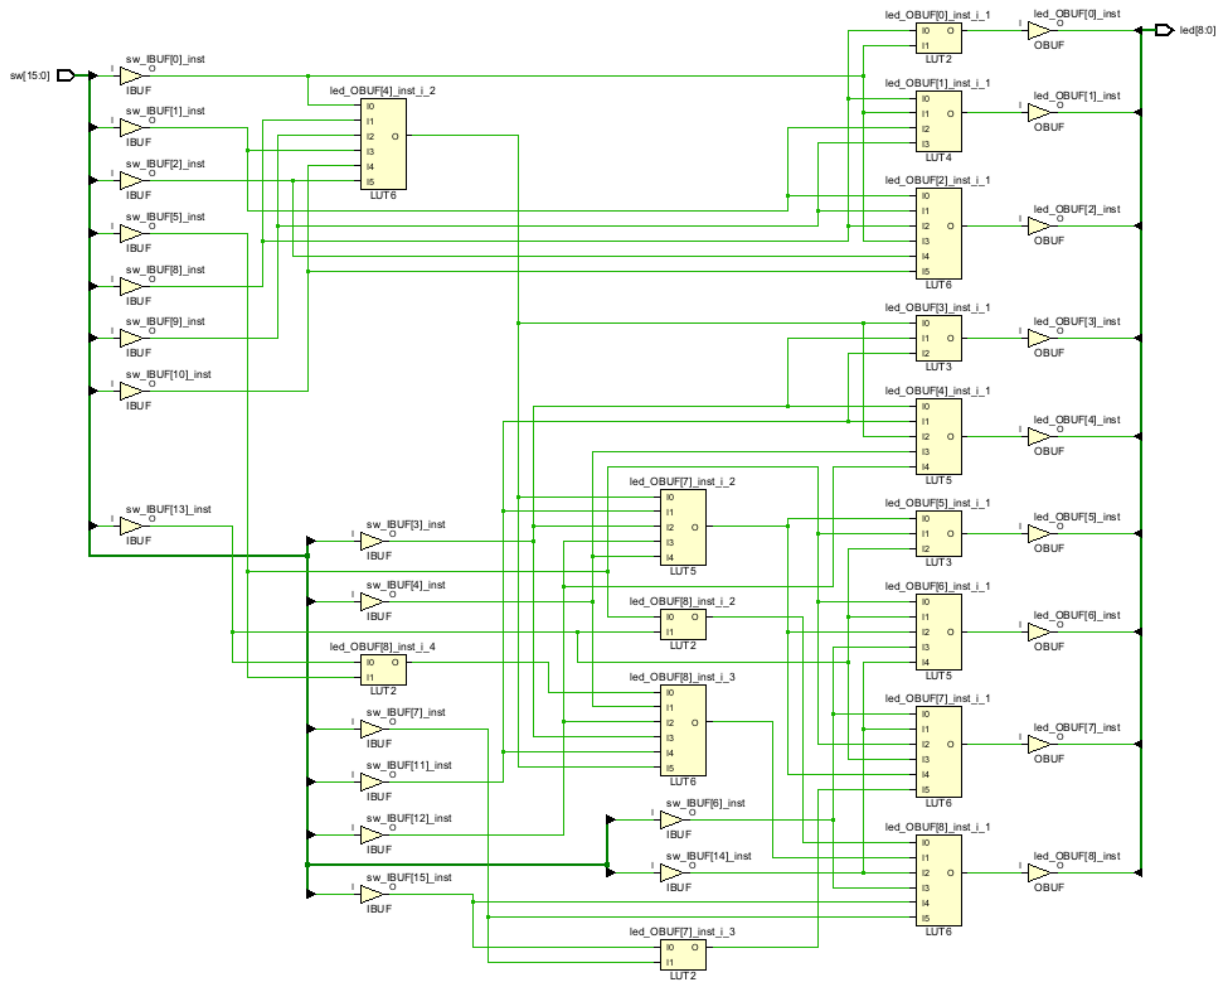 sw[15:0]
I
sw_IBUF[0]_inst
O
IBUF
I
sw_IBUF[1]_inst
O
IBUF
I
sw_IBUF[2]_inst
O
IBUF
I
sw_IBUF[5]_inst
O
IBUF
I
sw_IBUF[8]_inst
O
IBUF
I
sw_IBUF[9]_inst
O
IBUF
I
sw_IBUF[10]_inst
O
IBUF
I
sw_IBUF[13]_inst
O
IBUF
led_OBUF[4]_inst_i_2
I0
I1
I2
O
I3
I4
I5
LUT6
I
sw_IBUF[3]_inst
O
IBUF
I
sw_IBUF[4]_inst
O
IBUF
led_OBUF[8]_inst_i_4
I0
O
I1
LUT2
I
sw_IBUF[7]_inst
O
IBUF
I
sw_IBUF[11]_inst
O
IBUF
I
sw_IBUF[12]_inst
O
IBUF
I
sw_IBUF[15]_inst
O
IBUF
led_OBUF[7]_inst_i_2
I0
I1
I2
O
I3
I4
LUT5
led_OBUF[8]_inst_i_2
I0
O
I1
LUT2
led_OBUF[8]_inst_i_3
I0
I1
I2
O
I3
I4
I5
LUT6
I
sw_IBUF[6]_inst
O
IBUF
I
sw_IBUF[14]_inst
O
IBUF
led_OBUF[7]_inst_i_3
I0
O
I1
LUT2
led_OBUF[0]_inst_i_1
I0
O
I1
LUT2
led_OBUF[1]_inst_i_1
I0
I1
O
I2
I3
LUT4
led_OBUF[2]_inst_i_1
I0
I1
I2
O
I3
I4
I5
LUT6
led_OBUF[3]_inst_i_1
I0
I1
O
I2
LUT3
led_OBUF[4]_inst_i_1
I0
I1
I2
O
I3
I4
LUT5
led_OBUF[5]_inst_i_1
I0
I1
O
I2
LUT3
led_OBUF[6]_inst_i_1
I0
I1
I2
O
I3
I4
LUT5
led_OBUF[7]_inst_i_1
I0
I1
I2
O
I3
I4
I5
LUT6
led_OBUF[8]_inst_i_1
I0
I1
I2
O
I3
I4
I5
LUT6
led_OBUF[0]_inst
I
O
OBUF
led_OBUF[1]_inst
I
O
OBUF
led_OBUF[2]_inst
I
O
OBUF
led_OBUF[3]_inst
I
O
OBUF
led_OBUF[4]_inst
I
O
OBUF
led_OBUF[5]_inst
I
O
OBUF
led_OBUF[6]_inst
I
O
OBUF
led_OBUF[7]_inst
I
O
OBUF
led_OBUF[8]_inst
I
O
OBUF
led[8:0]